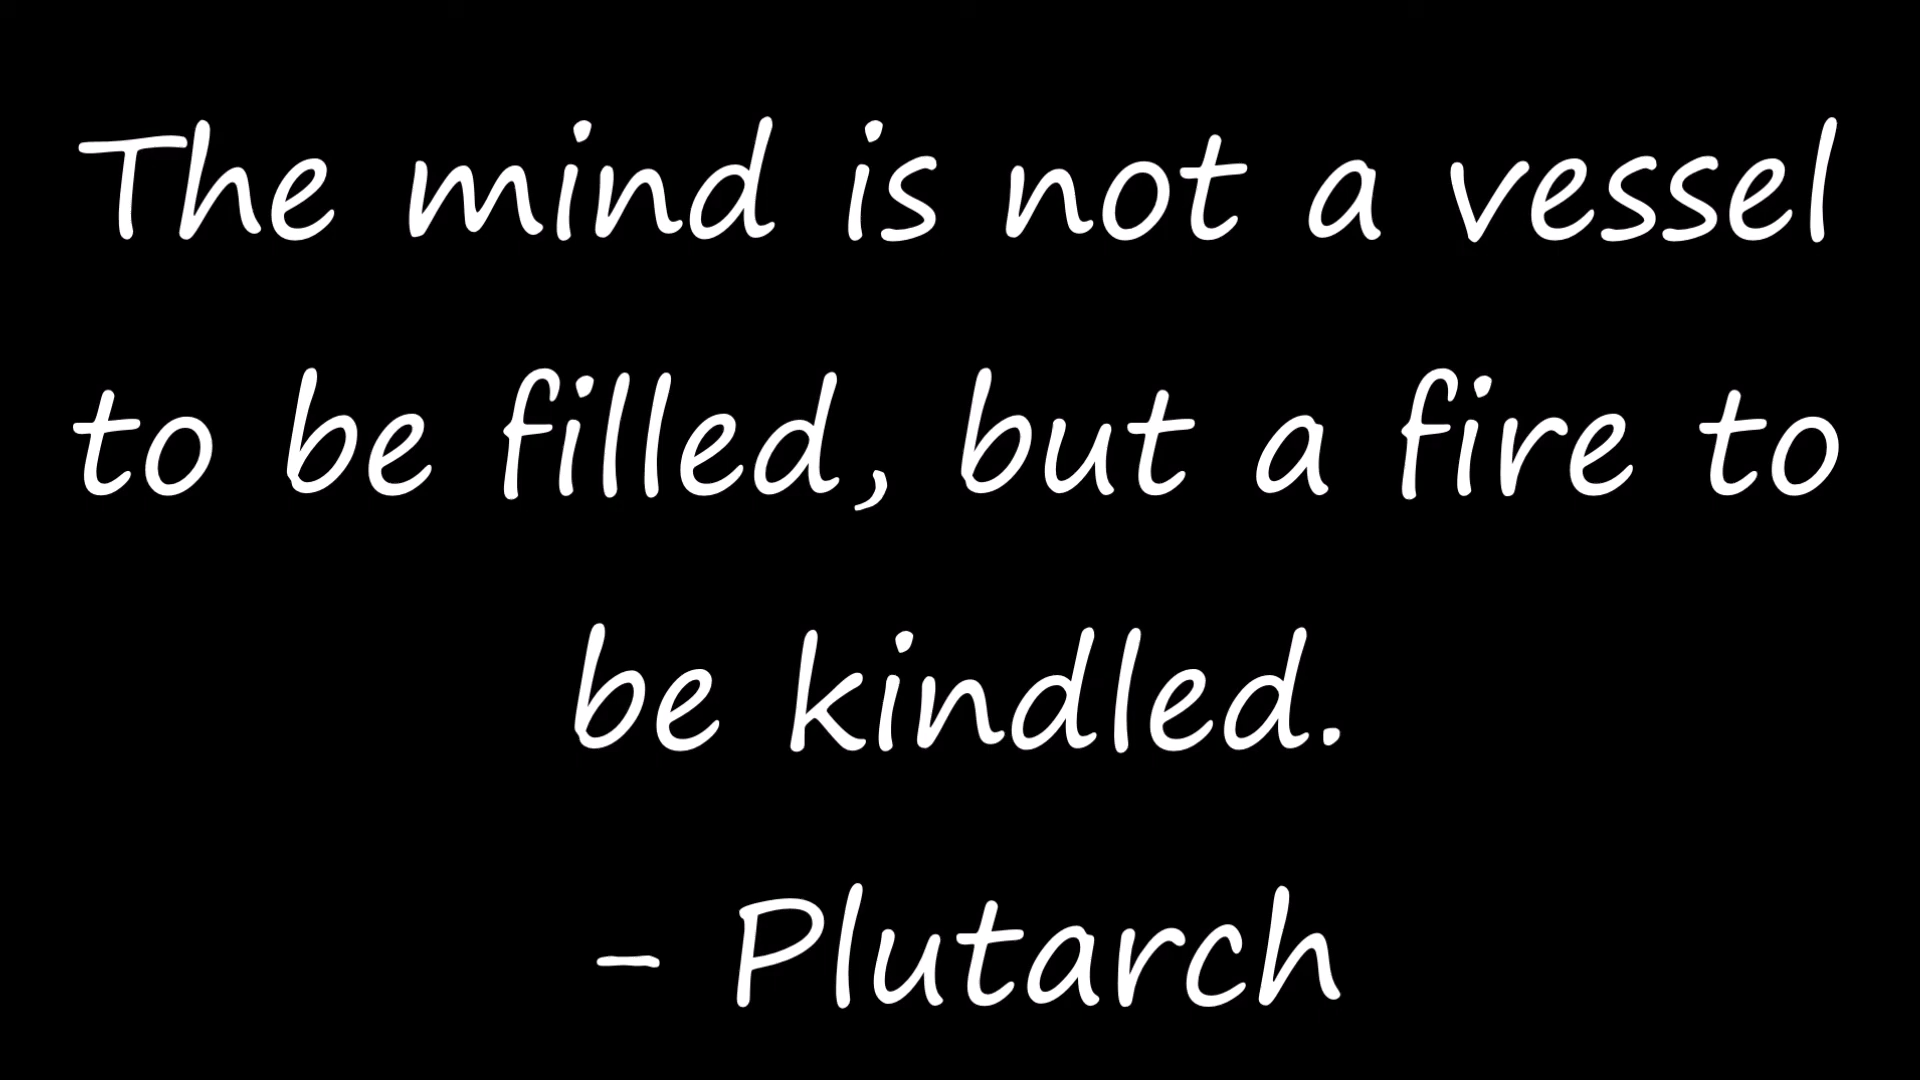 The mind is not a vessel
to be filled, but a fire to
be kindled.
- Plutarch